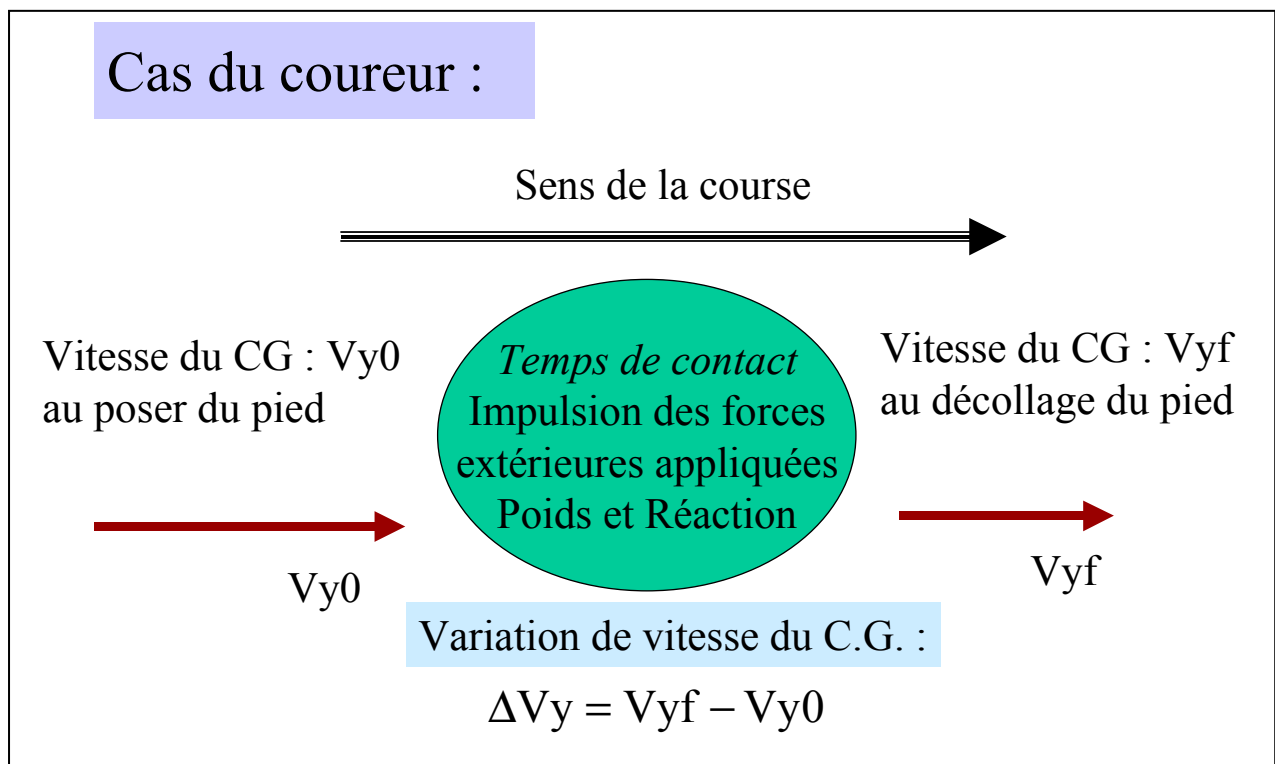 Cas du coureur :
Sens de la course
Vitesse du CG : Vy0
au poser du pied
Temps de contact
Impulsion des forces
extérieures appliquées
Poids et Réaction
Vitesse du CG : Vyf
au décollage du pied
Vy0
Vyf
Variation de vitesse du C.G. :
ΔVy = Vyf − Vy0